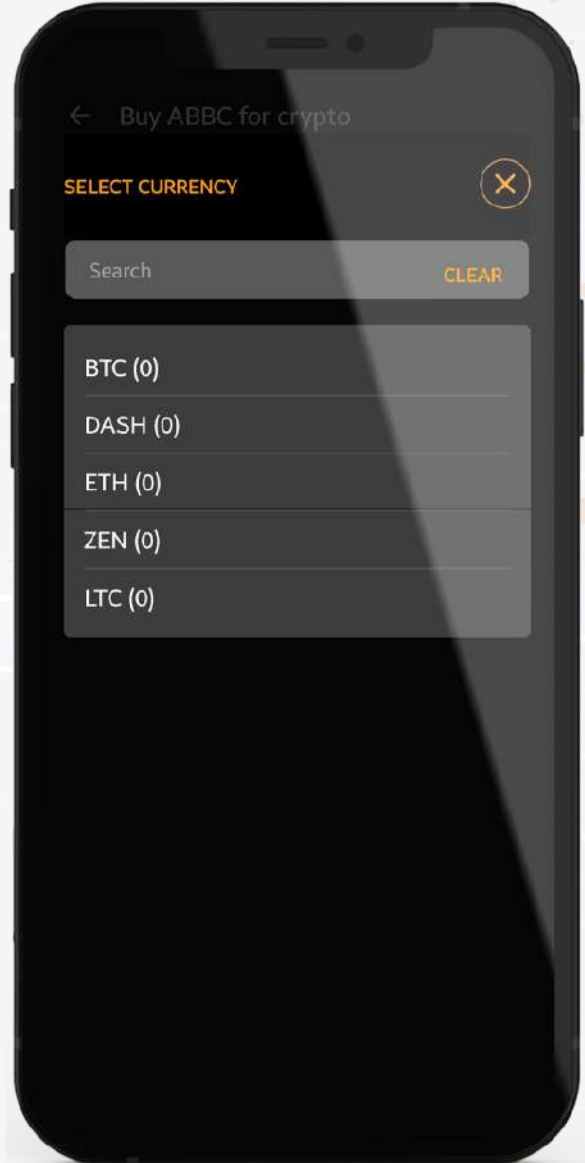 Buy ABBC for crypto
SELECT CURRENCY
Search
CLEAR
BTC (0)
DASH (0)
ETH (0)
ZEN (0)
LTC (0)